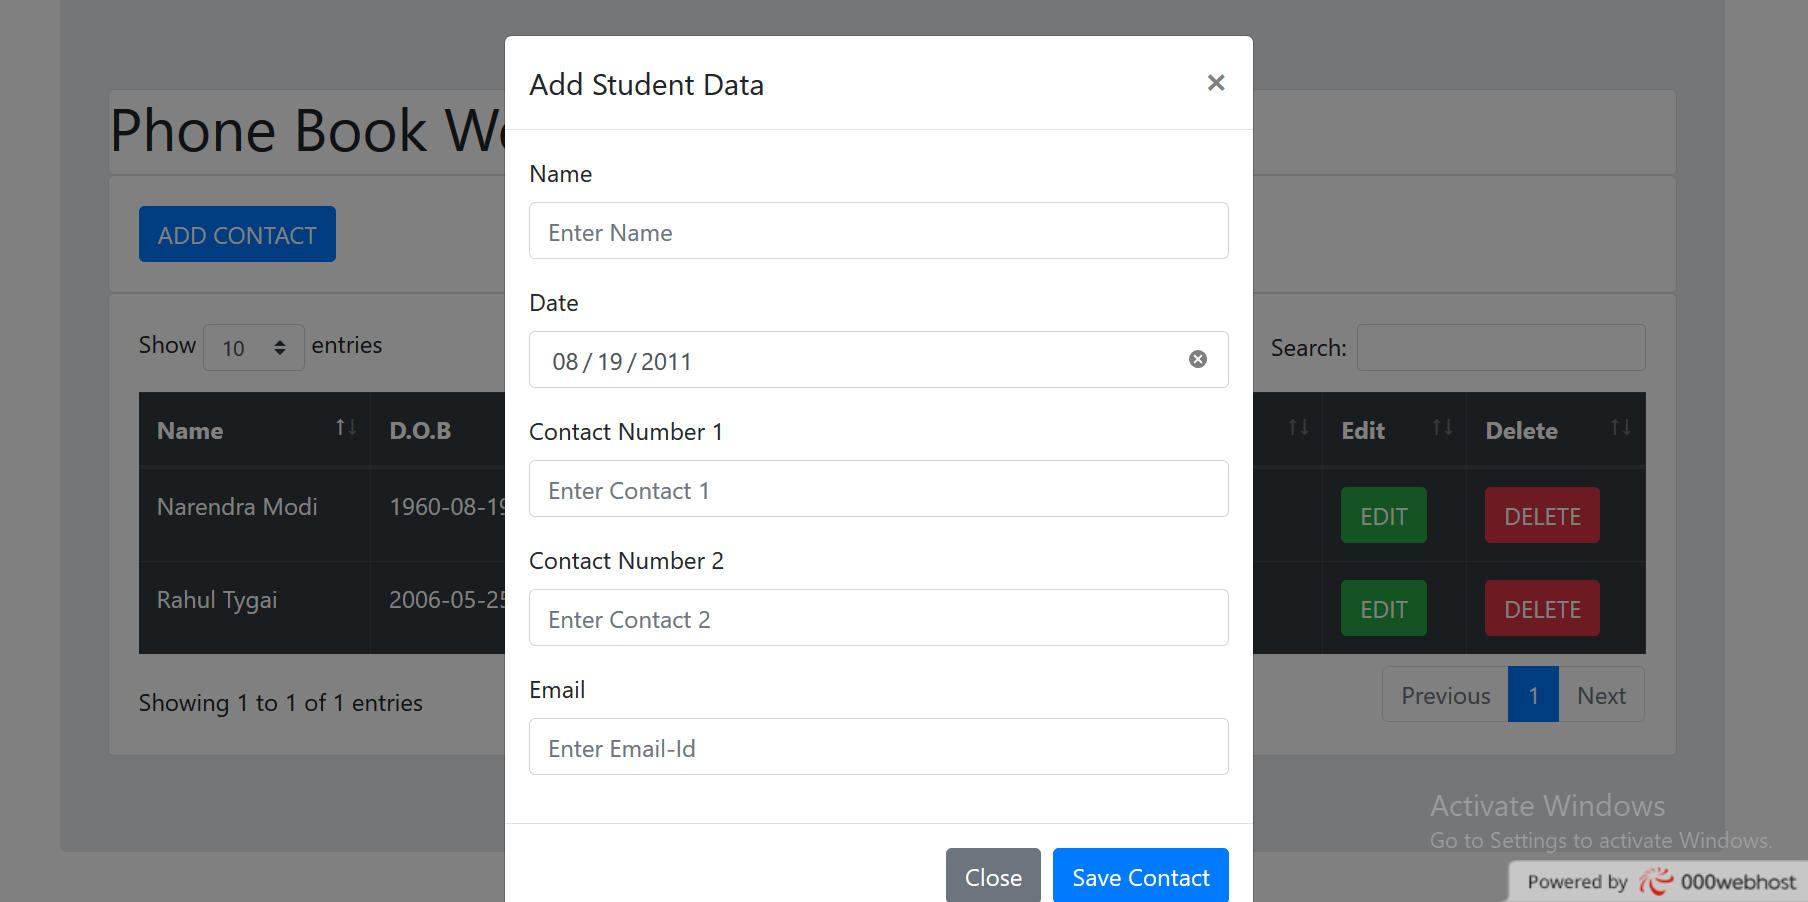 Add Student Data
×
Phone Book
ADD CONTACT
Name
Enter Name
Date
08/19/2011
Show 10 entries
Search:
Name D.O.B Edit Delete
Contact Number 1
Enter Contact 1
Narendra Modi 1960-08-19 EDIT DELETE
Contact Number 2
Enter Contact 2
Rahul Tygai 2006-05-25 EDIT DELETE
Email
Enter Email-Id
Showing 1 to 1 of 1 entries
Previous 1 Next
Close Save Contact
Activate Windows
Go to Settings to activate Windows.
Powered by 000webhost